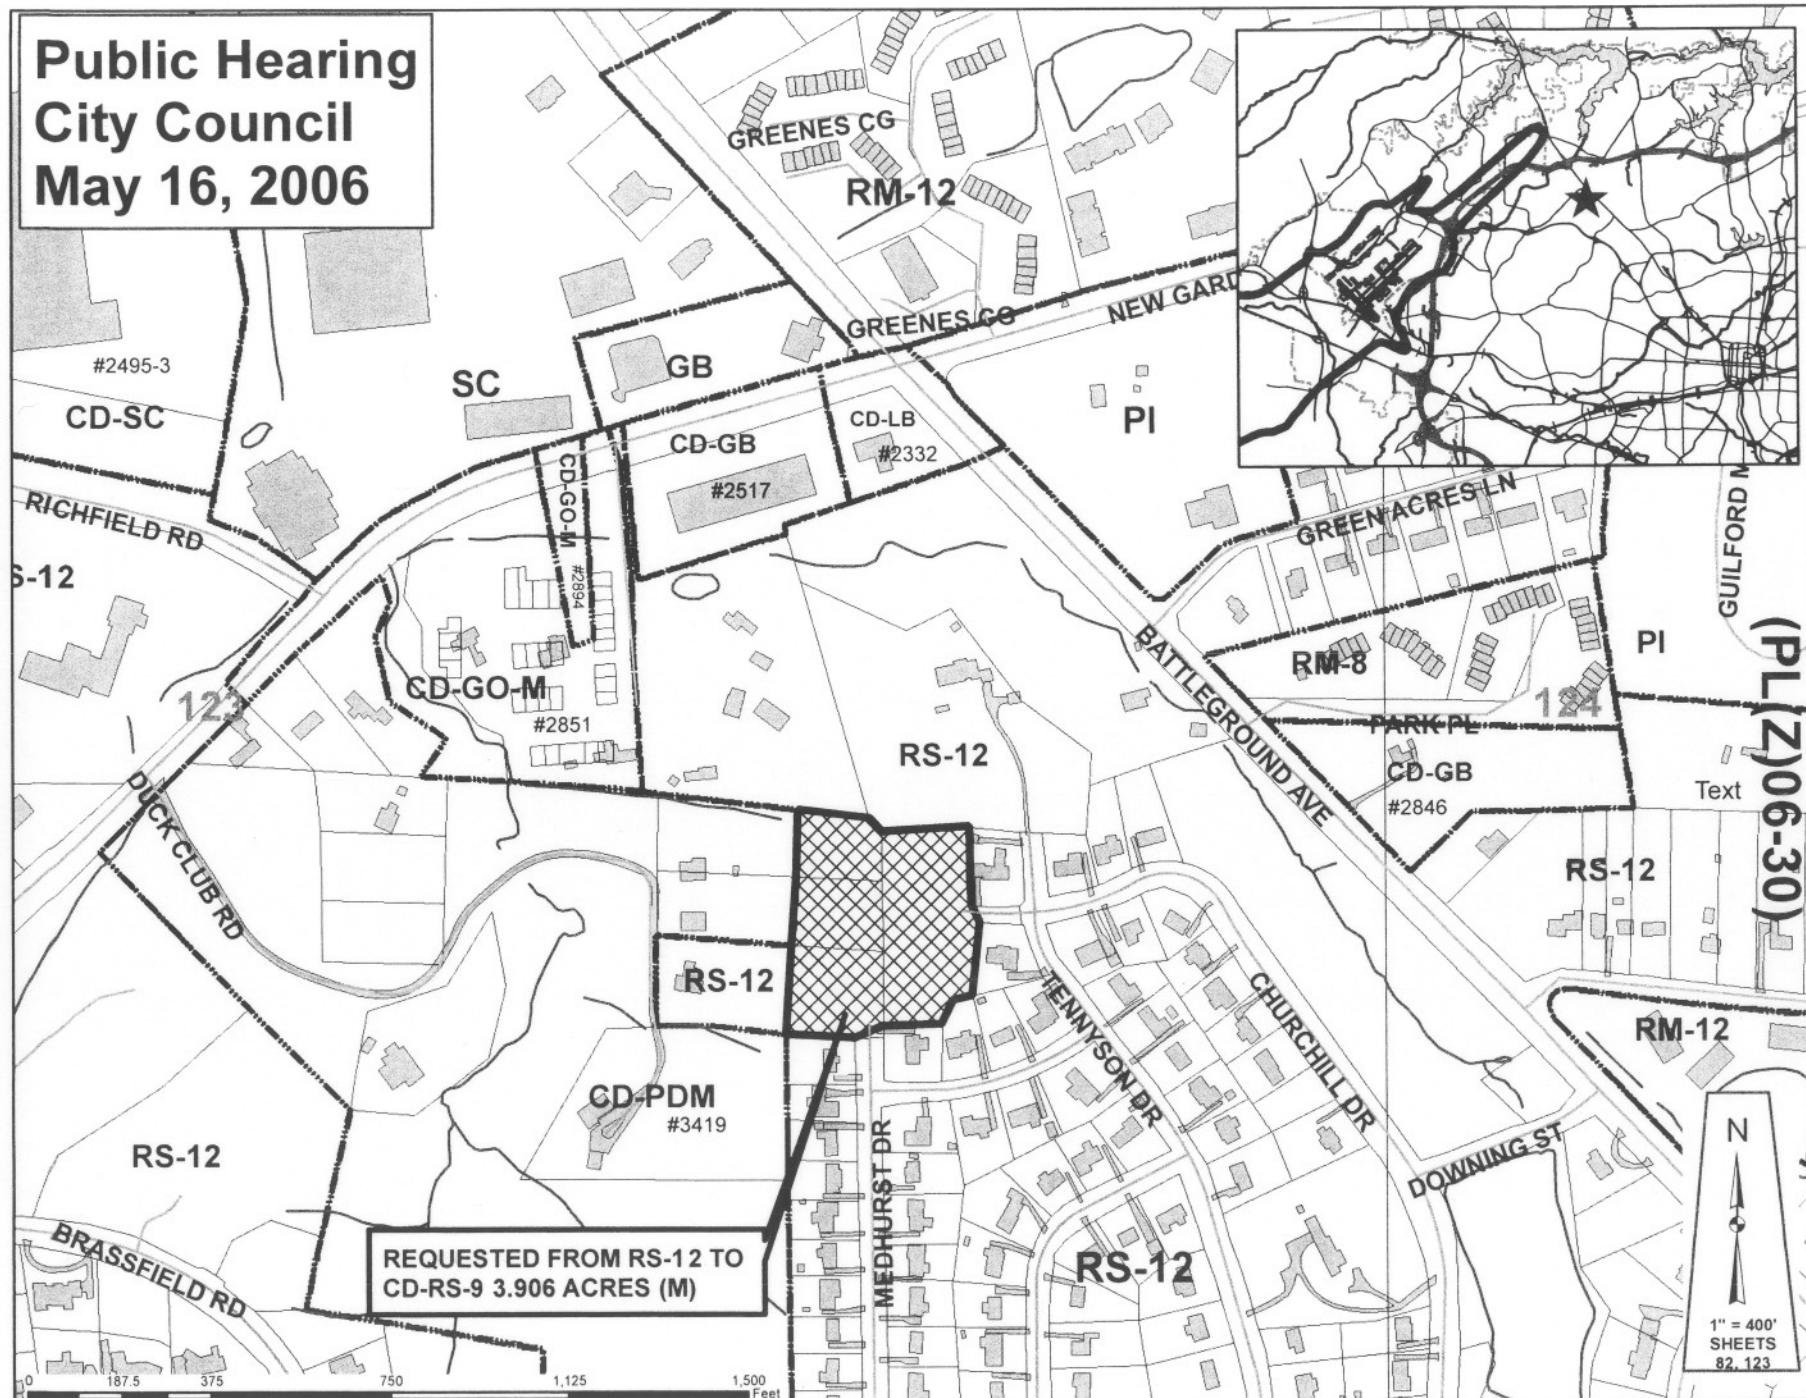 Public Hearing
City Council
May 16, 2006
GREENES CG
RM-12
GREENES CG
NEW GARD
#2495-3
CD-SC
SC
GB
CD-GB
#2517
CD-LB
#2332
PI
CD-GO-M
#2894
RICHFIELD RD
S-12
GREEN ACRES LN
GUILFORD M
RM-8
PI
123
CD-GO-M
#2851
124
PARK PL
BATTLEGROUND AVE
RS-12
CD-GB
#2846
Text
(PL(Z)06-30)
DUCK CLUB RD
RS-12
RS-12
TENNYSON DR
CHURCHILL DR
RM-12
CD-PDM
#3419
RS-12
MEDHURST DR
DOWNING ST
BRASSFIELD RD
REQUESTED FROM RS-12 TO
CD-RS-9 3.906 ACRES (M)
RS-12
N
1" = 400'
SHEETS
82, 123
0 187.5 375 750 1,125 1,500
Feet